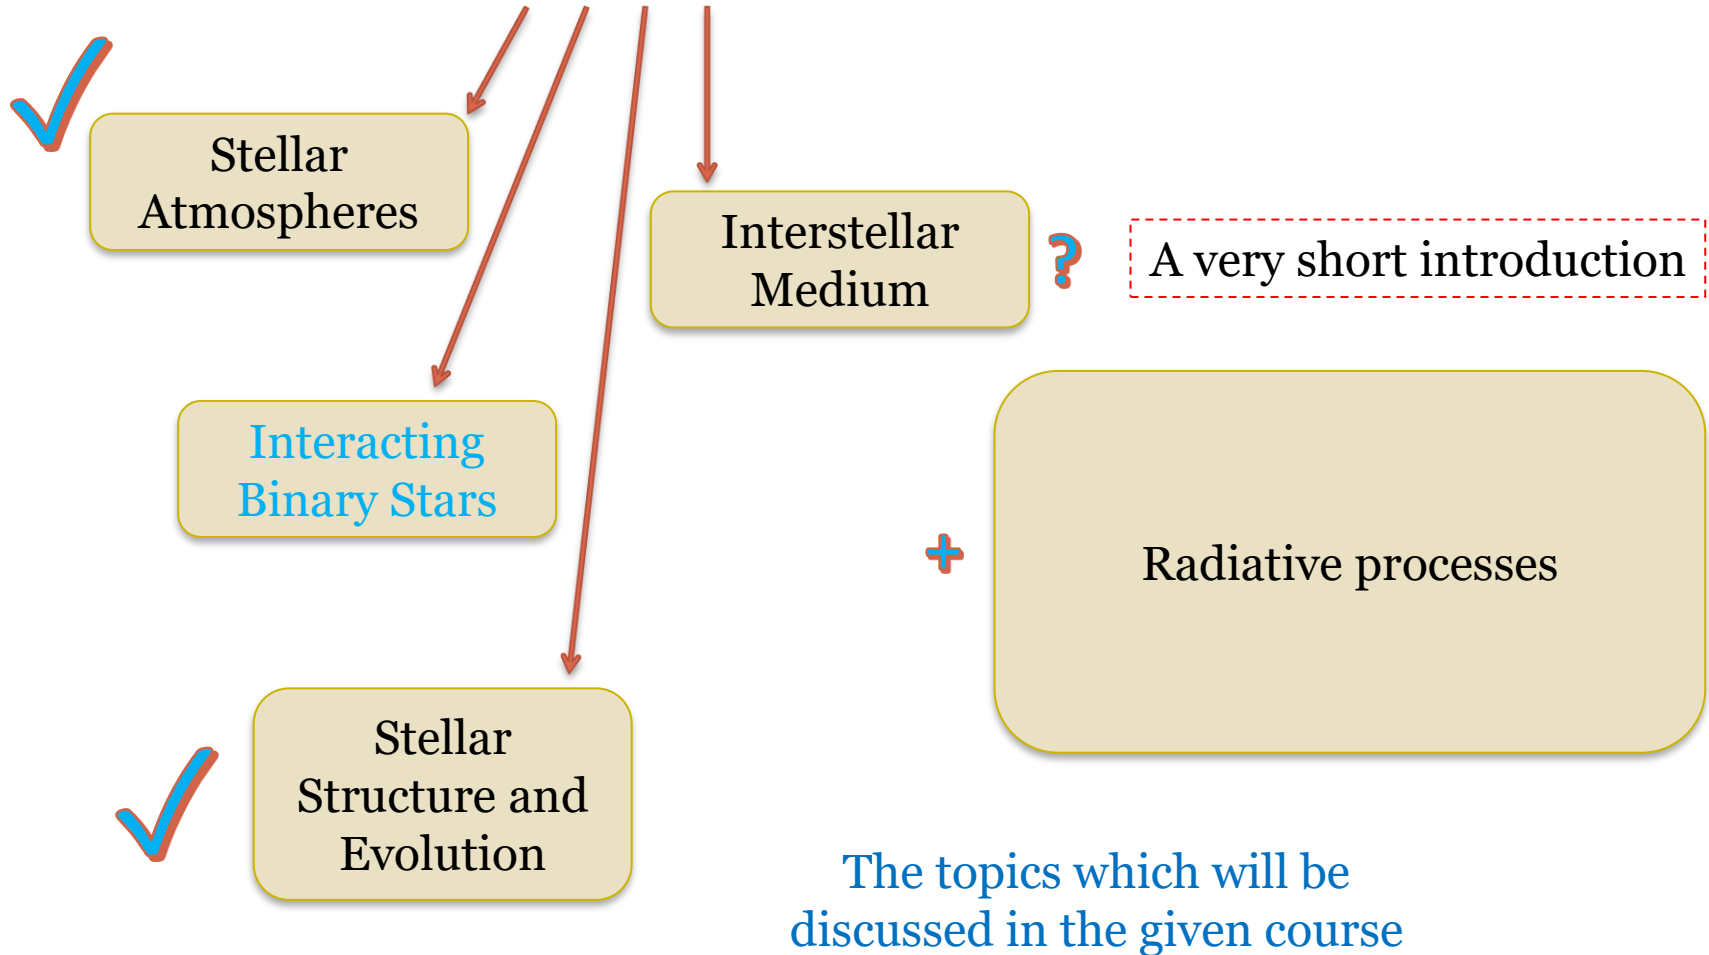 Stellar
Atmospheres
Interstellar
Medium
?
A very short introduction
Interacting
Binary Stars
+
Radiative processes
Stellar
Structure and
Evolution
The topics which will be
discussed in the given course